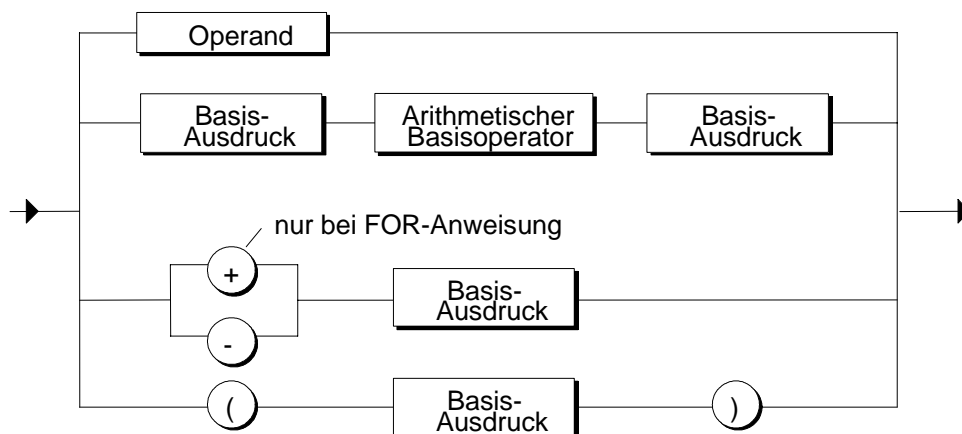 Operand
Basis-
Ausdruck
Arithmetischer
Basisoperator
Basis-
Ausdruck
nur bei FOR-Anweisung
+
Basis-
Ausdruck
-
(
Basis-
Ausdruck
)